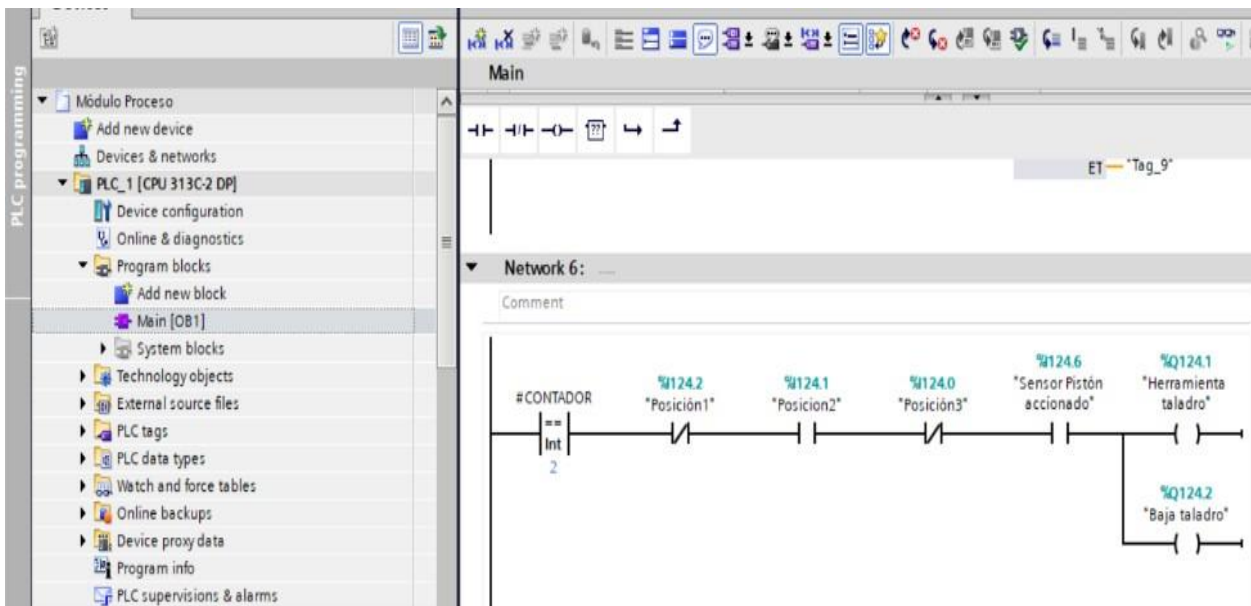 PLC programming
Módulo Proceso
Add new device
Devices & networks
PLC_1 [CPU 313C-2 DP]
Device configuration
Online & diagnostics
Program blocks
Add new block
Main [OB1]
System blocks
Technology objects
External source files
PLC tags
PLC data types
Watch and force tables
Online backups
Device proxy data
Program info
PLC supervisions & alarms
Main
??
ET "Tag_9"
Network 6: ....
Comment
#CONTADOR
==
Int
2
%I124.2
"Posición1"
%I124.1
"Posicion2"
%I124.0
"Posición3"
%I124.6
"Sensor Pistón
accionado"
%Q124.1
"Herramienta
taladro"
%Q124.2
"Baja taladro"